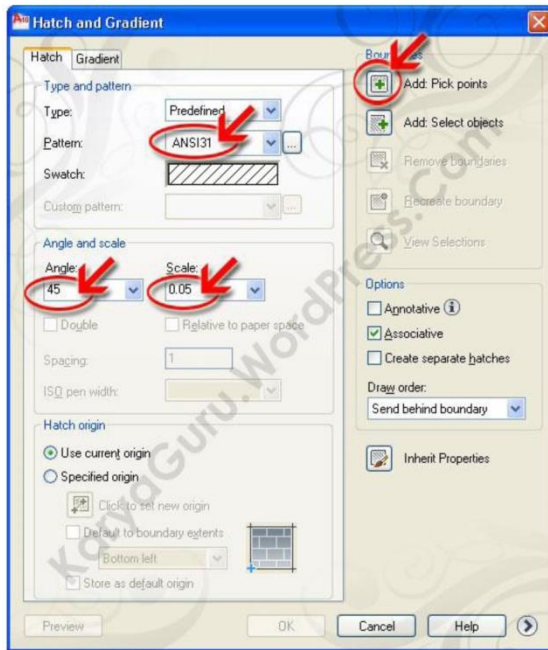 Hatch and Gradient
Hatch Gradient
Type and pattern
Type: Predefined
Pattern: ANSI31 ...
Swatch:
Custom pattern: ...
Angle and scale
Angle: Scale:
45 0.05
Double Relative to paper space
Spacing: 1
ISO pen width:
Hatch origin
Use current origin
Specified origin
Click to set new origin
Default to boundary extents
Bottom left
Store as default origin
Boundaries
Add: Pick points
Add: Select objects
Remove boundaries
Recreate boundary
View Selections
Options
Annotative
Associative
Create separate hatches
Draw order:
Send behind boundary
Inherit Properties
Preview OK Cancel Help
KaryaGuru.WordPress.Com